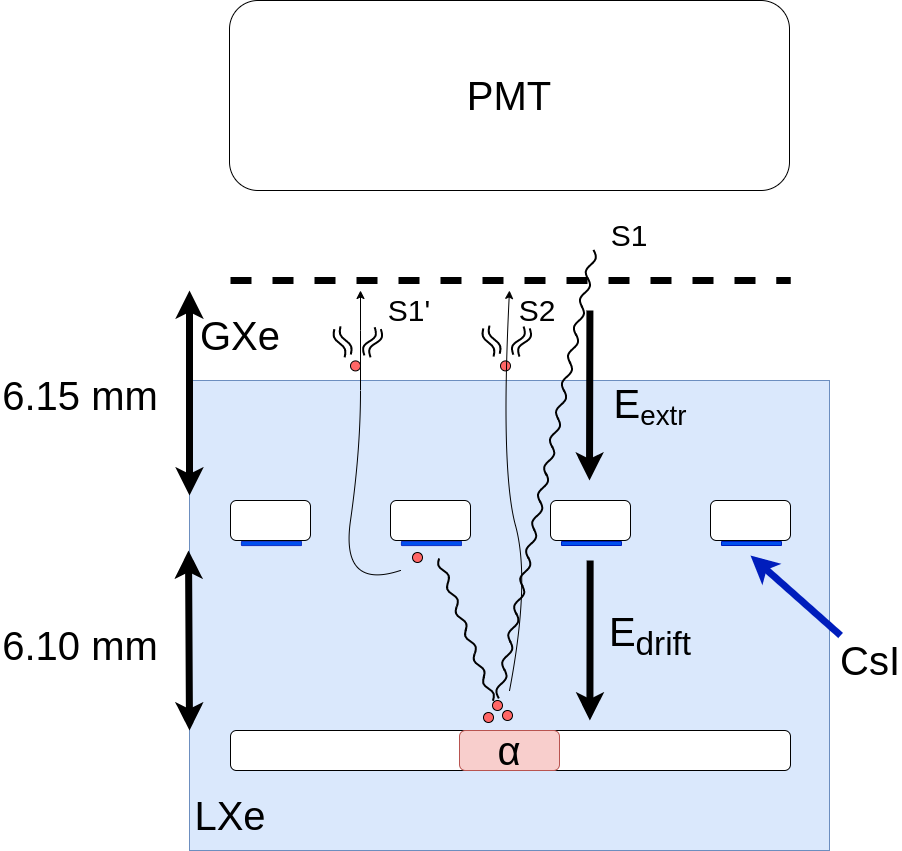 PMT
S1
S1'
S2
GXe
6.15 mm
Eextr
6.10 mm
Edrift
CsI
α
LXe